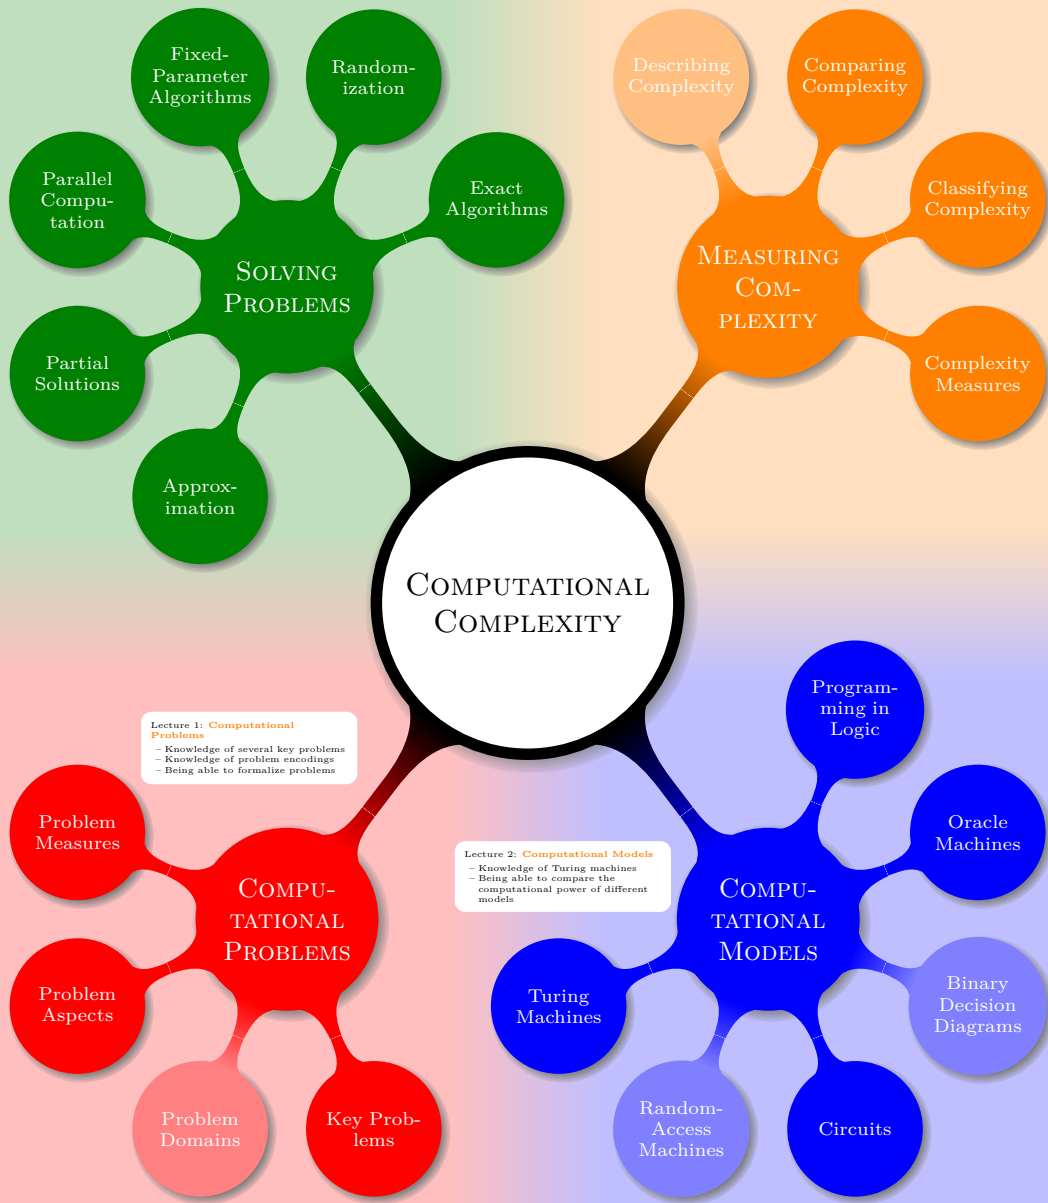 Fixed-
Parameter
Algorithms
Random-
ization
Parallel
Compu-
tation
Exact
Algorithms
Solving
Problems
Partial
Solutions
Approx-
imation
Describing
Complexity
Comparing
Complexity
Classifying
Complexity
Measuring
Com-
plexity
Complexity
Measures
Computational
Complexity
Lecture 1: Computational
Problems
– Knowledge of several key problems
– Knowledge of problem encodings
– Being able to formalize problems
Problem
Measures
Compu-
tational
Problems
Problem
Aspects
Problem
Domains
Key Prob-
lems
Program-
ming in
Logic
Oracle
Machines
Lecture 2: Computational Models
– Knowledge of Turing machines
– Being able to compare the
computational power of different
models
Compu-
tational
Models
Turing
Machines
Binary
Decision
Diagrams
Random-
Access
Machines
Circuits